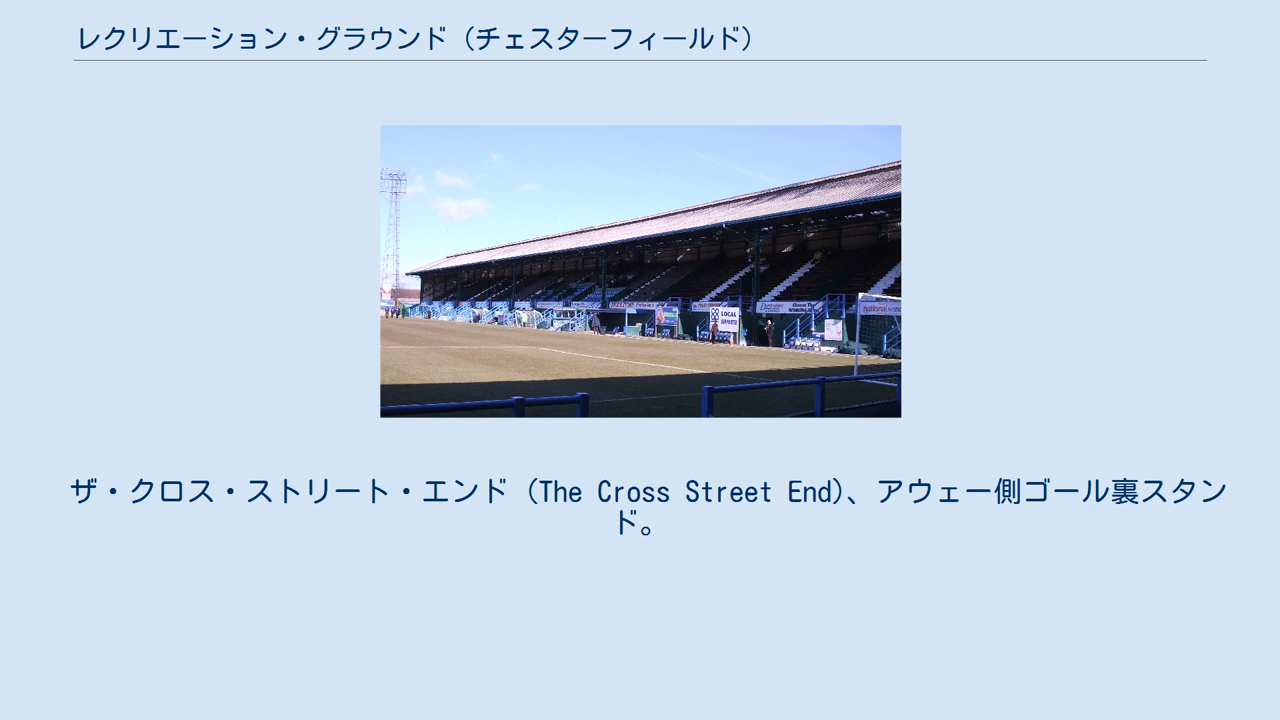 レクリエーション・グラウンド（チェスターフィールド）
LOCAL
national
ザ・クロス・ストリート・エンド（The Cross Street End）、アウェー側ゴール裏スタン
ド。